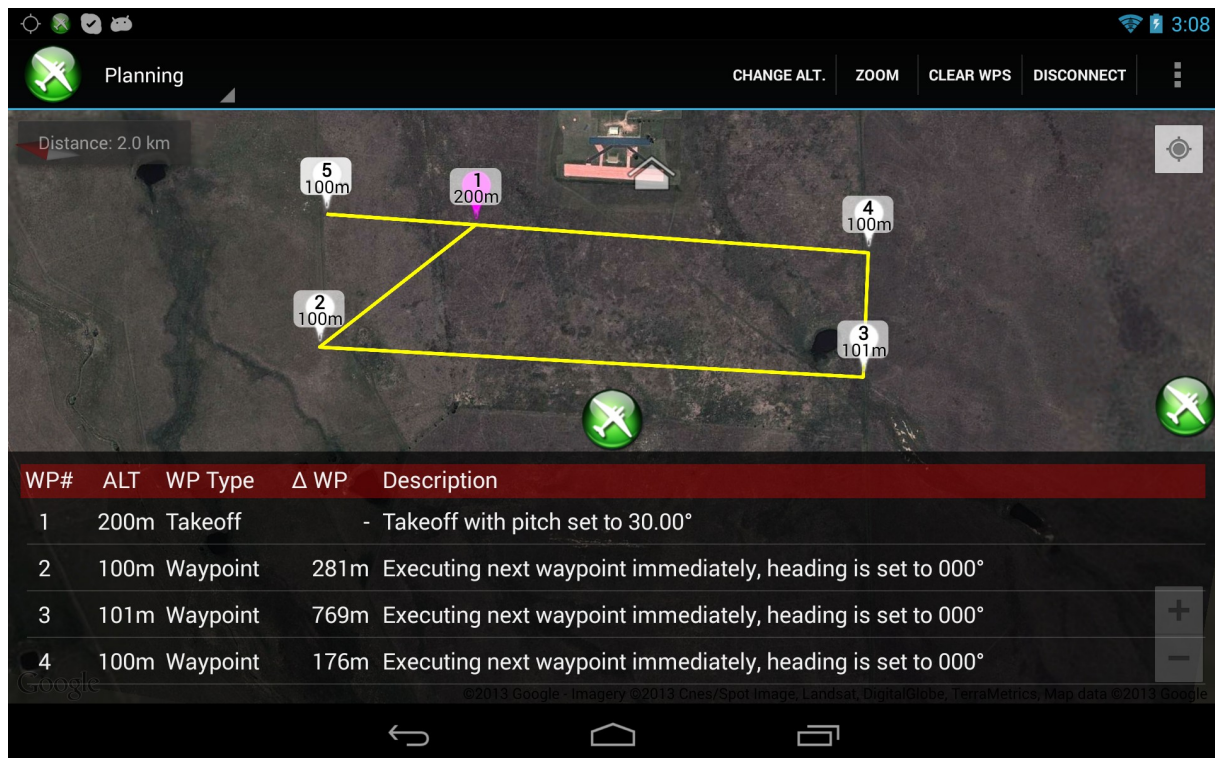 3:08
Planning CHANGE ALT. ZOOM CLEAR WPS DISCONNECT
Distance: 2.0 km
5
100m
1
200m
4
100m
2
100m
3
101m
WP# ALT WP Type Δ WP Description
1 200m Takeoff - Takeoff with pitch set to 30.00°
2 100m Waypoint 281m Executing next waypoint immediately, heading is set to 000°
3 101m Waypoint 769m Executing next waypoint immediately, heading is set to 000°
4 100m Waypoint 176m Executing next waypoint immediately, heading is set to 000°
Google
©2013 Google - Imagery ©2013 Cnes/Spot Image, Landsat, DigitalGlobe, TerraMetrics, Map data ©2013 Google